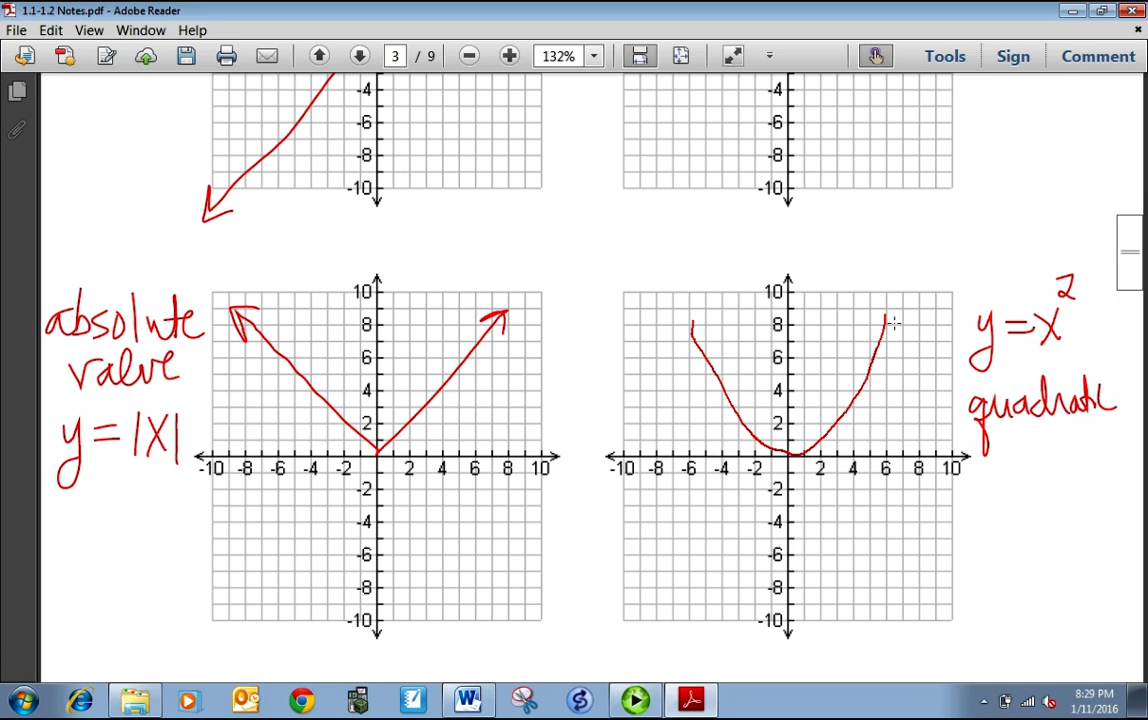 1.1-1.2 Notes.pdf - Adobe Reader
File Edit View Window Help
3 / 9 132% Tools Sign Comment
-4 -4
-6 -6
-8 -8
-10 -10
absolute
value
y = |x|
10
8
6
4
2
-10 -8 -6 -4 -2 2 4 6 8 10
-2
-4
-6
-8
-10
10
8
6
4
2
-10 -8 -6 -4 -2 2 4 6 8 10
-2
-4
-6
-8
-10
y = x²
quadratic
8:29 PM
1/11/2016